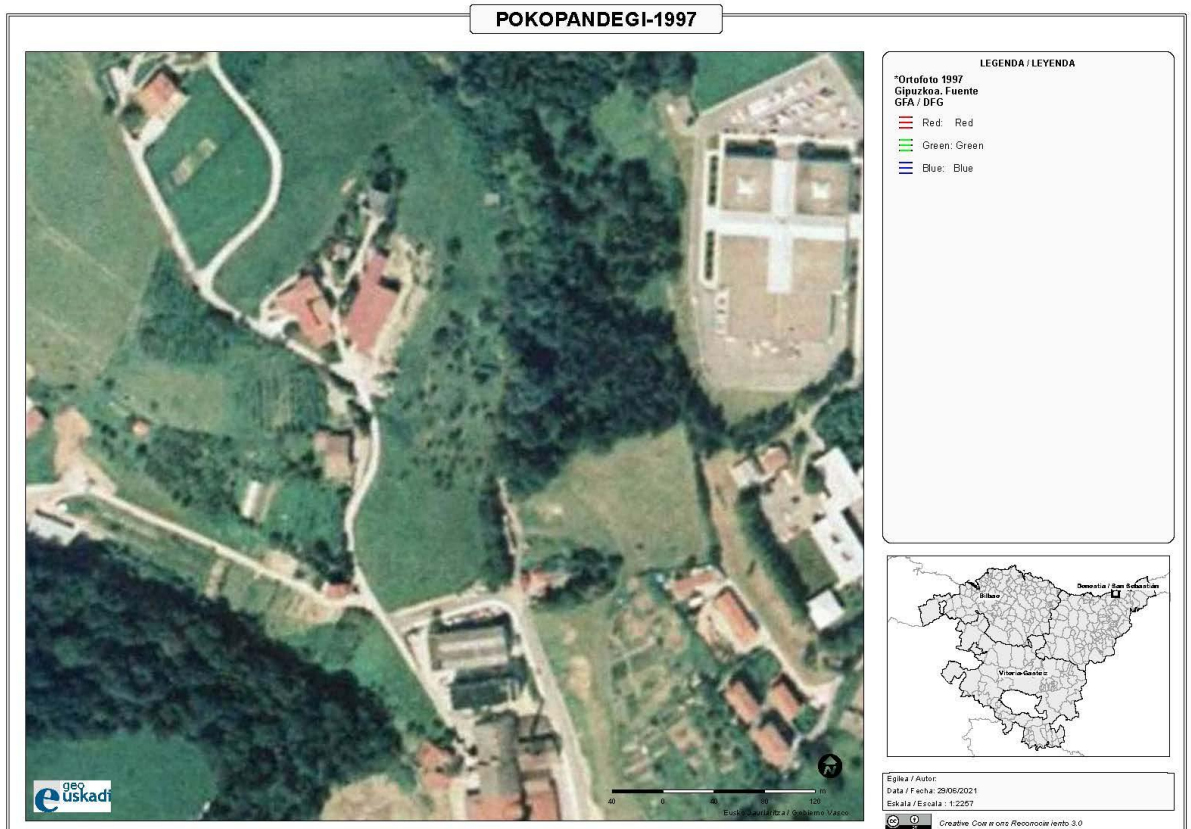 POKOPANDEGI-1997
LEGENDA / LEYENDA
*Ortofoto 1997
Gipuzkoa. Fuente
GFA / DFG
Red: Red
Green: Green
Blue: Blue
Donostia / San Sebastián
Bilbao
Vitoria-Gasteiz
N
40 0 40 80 120 m
Eusko Jaurlaritza / Gobierno Vasco
geo
euskadi
Egilea / Autor:
Data / Fecha: 29/06/2021
Eskala / Escala : 1:2257
cc
Creative Commons Reconocimiento 3.0